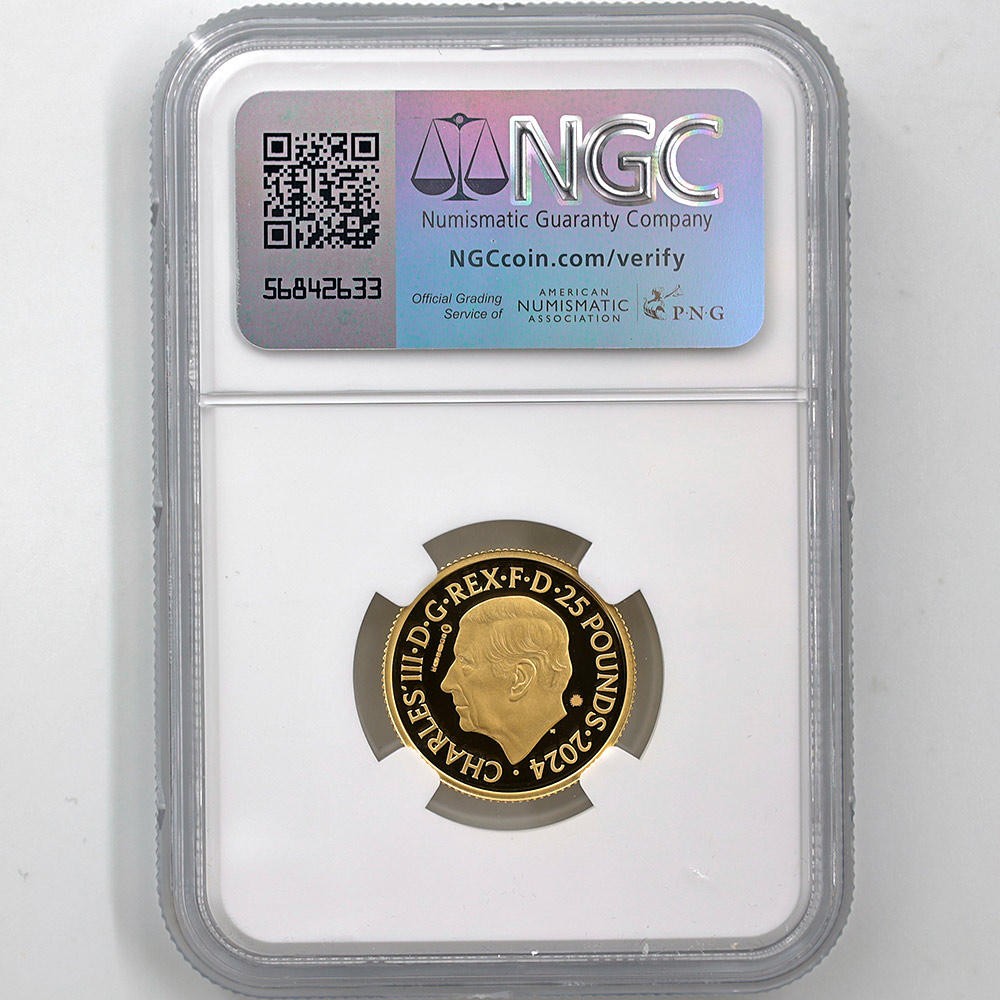 NGC
Numismatic Guaranty Company
NGCcoin.com/verify
56842633
Official Grading
Service of
AMERICAN
NUMISMATIC
ASSOCIATION
P·N·G
CHARLES III·D·G·REX·F·D·25 POUNDS·2024·